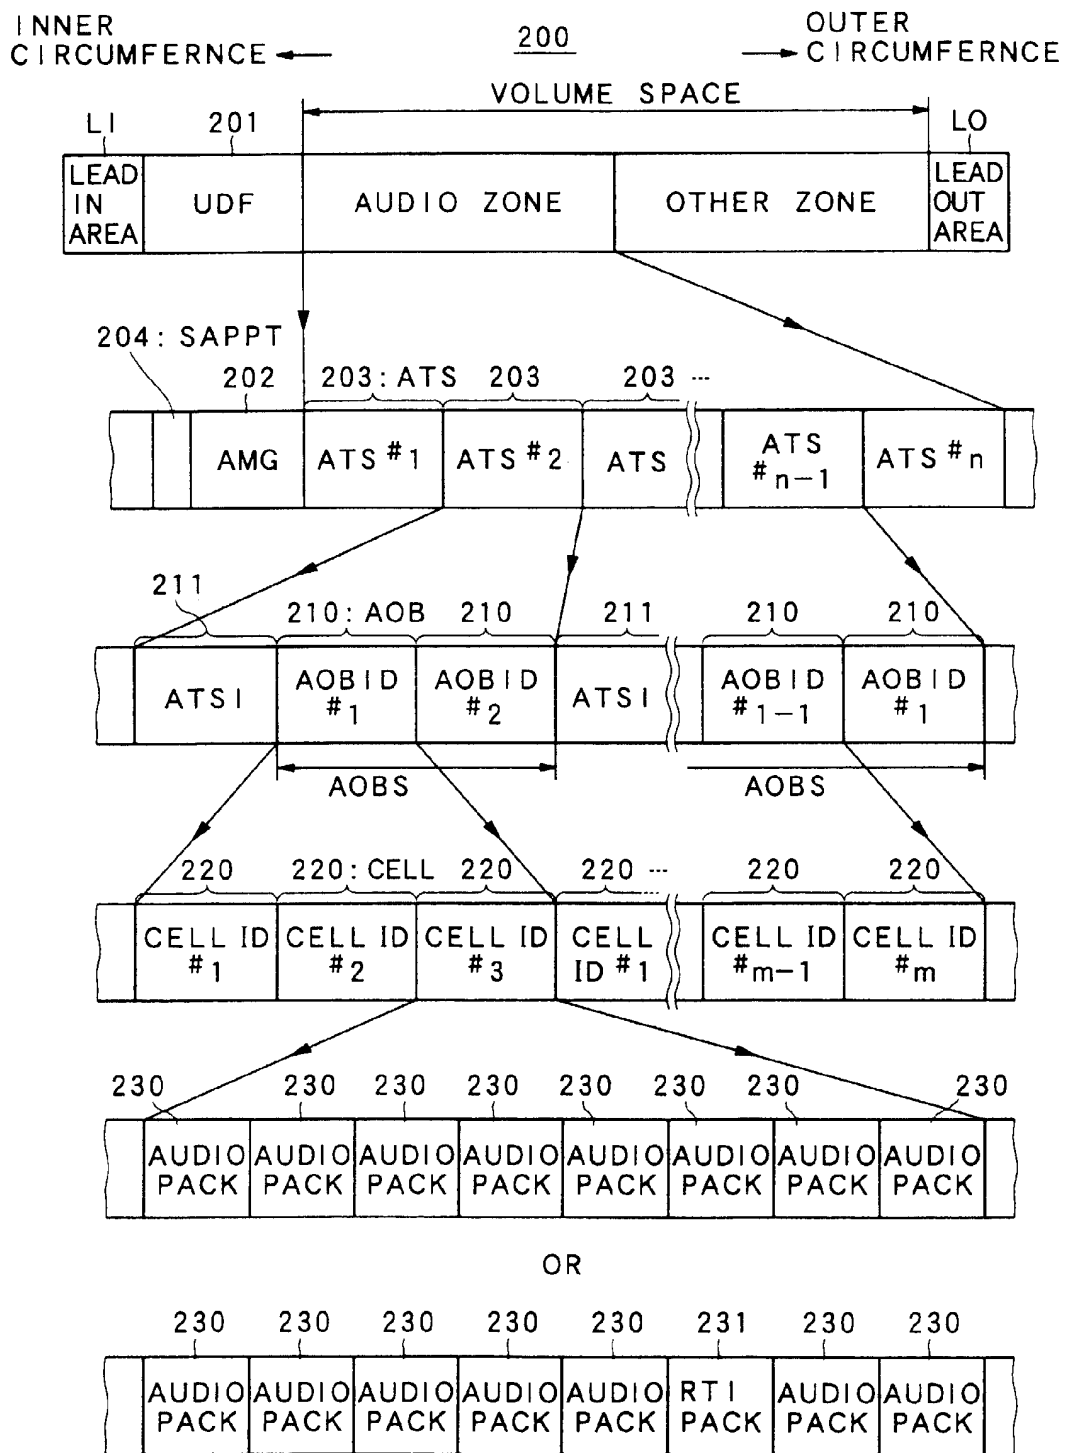 INNER
CIRCUMFERNCE
200
OUTER
CIRCUMFERNCE
VOLUME SPACE
LI
201
LO
LEAD
IN
AREA
UDF
AUDIO ZONE
OTHER ZONE
LEAD
OUT
AREA
204: SAPPT
202
203: ATS
203
203 ...
AMG
ATS #1
ATS #2
ATS
ATS
#n-1
ATS #n
211
210: AOB
210
211
210
210
ATSI
AOBID
#1
AOBID
#2
ATSI
AOBID
#1-1
AOBID
#1
AOBS
AOBS
220
220: CELL
220
220 ...
220
220
CELL ID
#1
CELL ID
#2
CELL ID
#3
CELL
ID #1
CELL ID
#m-1
CELL ID
#m
230
230
230
230
230
230
230
230
AUDIO
PACK
AUDIO
PACK
AUDIO
PACK
AUDIO
PACK
AUDIO
PACK
AUDIO
PACK
AUDIO
PACK
AUDIO
PACK
OR
230
230
230
230
230
231
230
230
AUDIO
PACK
AUDIO
PACK
AUDIO
PACK
AUDIO
PACK
AUDIO
PACK
RTI
PACK
AUDIO
PACK
AUDIO
PACK